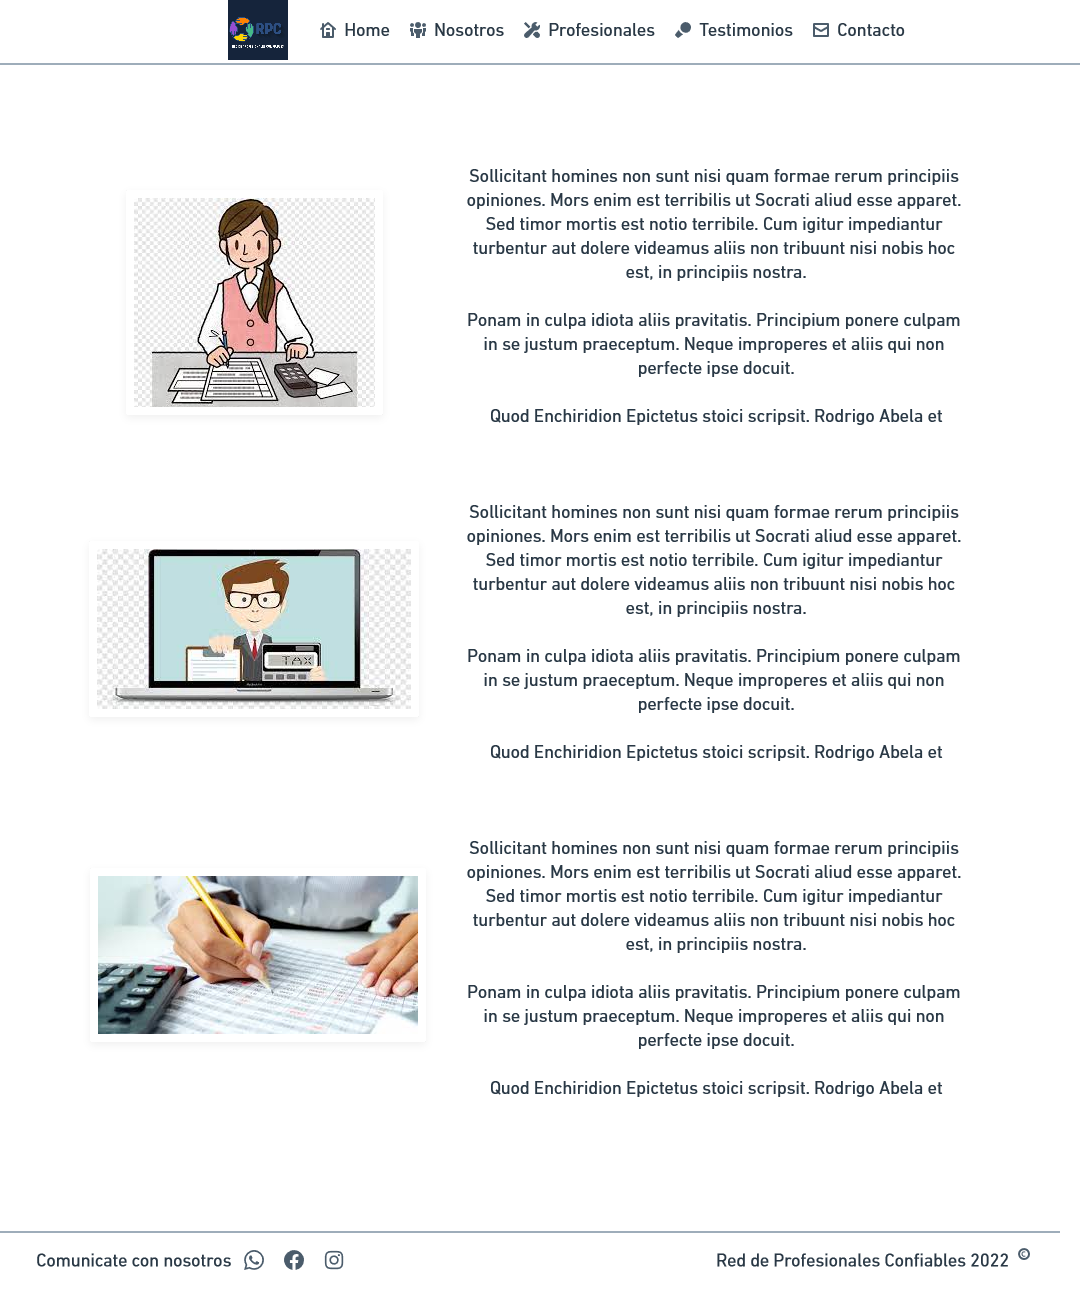 RPC
Home
Nosotros
Profesionales
Testimonios
Contacto
Sollicitant homines non sunt nisi quam formae rerum principiis
opiniones. Mors enim est terribilis ut Socrati aliud esse apparet.
Sed timor mortis est notio terribile. Cum igitur impediantur
turbentur aut dolere videamus aliis non tribuunt nisi nobis hoc
est, in principiis nostra.
Ponam in culpa idiota aliis pravitatis. Principium ponere culpam
in se justum praeceptum. Neque improperes et aliis qui non
perfecte ipse docuit.
Quod Enchiridion Epictetus stoici scripsit. Rodrigo Abela et
TAX
Sollicitant homines non sunt nisi quam formae rerum principiis
opiniones. Mors enim est terribilis ut Socrati aliud esse apparet.
Sed timor mortis est notio terribile. Cum igitur impediantur
turbentur aut dolere videamus aliis non tribuunt nisi nobis hoc
est, in principiis nostra.
Ponam in culpa idiota aliis pravitatis. Principium ponere culpam
in se justum praeceptum. Neque improperes et aliis qui non
perfecte ipse docuit.
Quod Enchiridion Epictetus stoici scripsit. Rodrigo Abela et
Sollicitant homines non sunt nisi quam formae rerum principiis
opiniones. Mors enim est terribilis ut Socrati aliud esse apparet.
Sed timor mortis est notio terribile. Cum igitur impediantur
turbentur aut dolere videamus aliis non tribuunt nisi nobis hoc
est, in principiis nostra.
Ponam in culpa idiota aliis pravitatis. Principium ponere culpam
in se justum praeceptum. Neque improperes et aliis qui non
perfecte ipse docuit.
Quod Enchiridion Epictetus stoici scripsit. Rodrigo Abela et
Comunicate con nosotros
Red de Profesionales Confiables 2022 ©